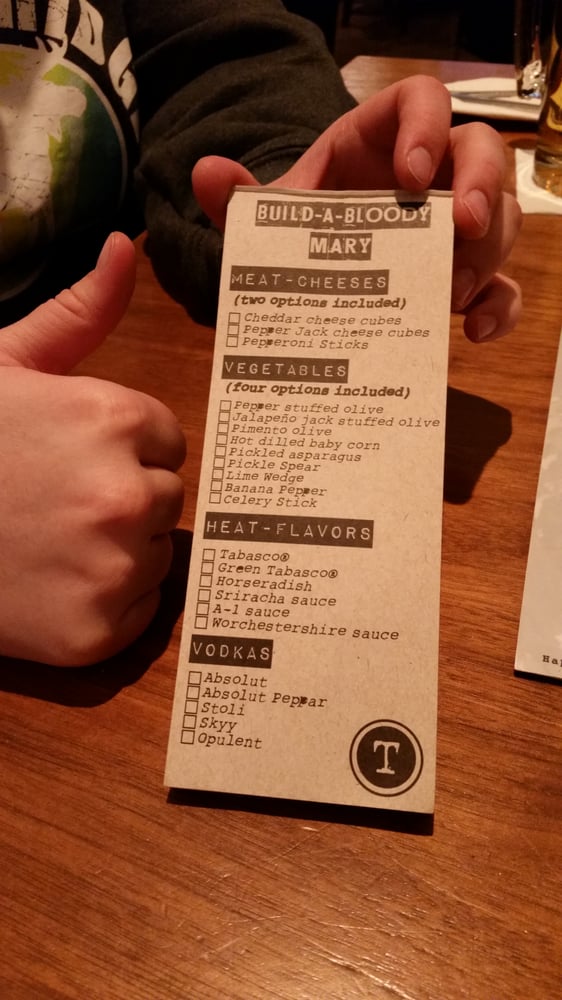 BUILD-A-BLOODY
MARY
MEAT-CHEESES
(two options included)
Cheddar cheese cubes
Pepper Jack cheese cubes
Pepperoni Sticks
VEGETABLES
(four options included)
Pepper stuffed olive
Jalapeño jack stuffed olive
Pimento olive
Hot dilled baby corn
Pickled asparagus
Pickle Spear
Lime Wedge
Banana Pepper
Celery Stick
HEAT-FLAVORS
Tabasco®
Green Tabasco®
Horseradish
Sriracha sauce
A-1 sauce
Worchestershire sauce
VODKAS
Absolut
Absolut Peppar
Stoli
Skyy
Opulent
T